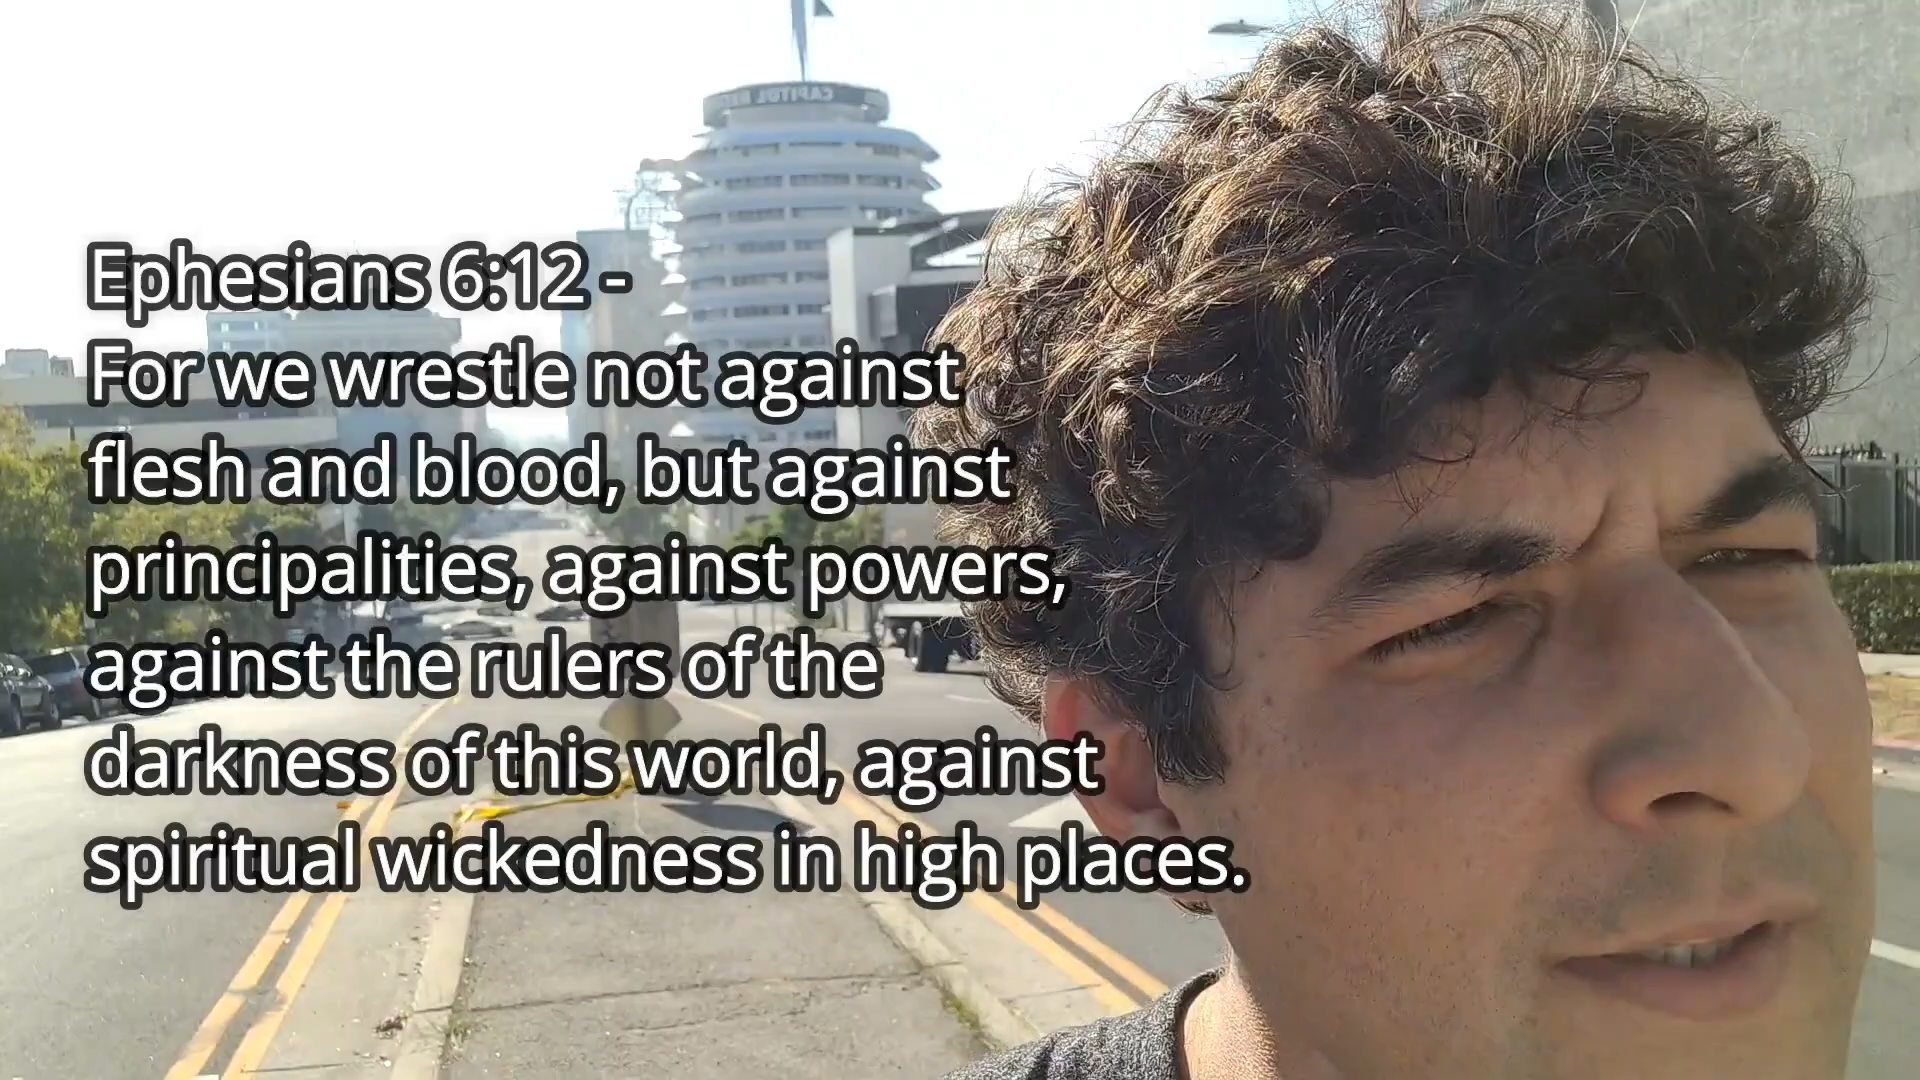 CAPITOL
Ephesians 6:12 -
For we wrestle not against
flesh and blood, but against
principalities, against powers,
against the rulers of the
darkness of this world, against
spiritual wickedness in high places.